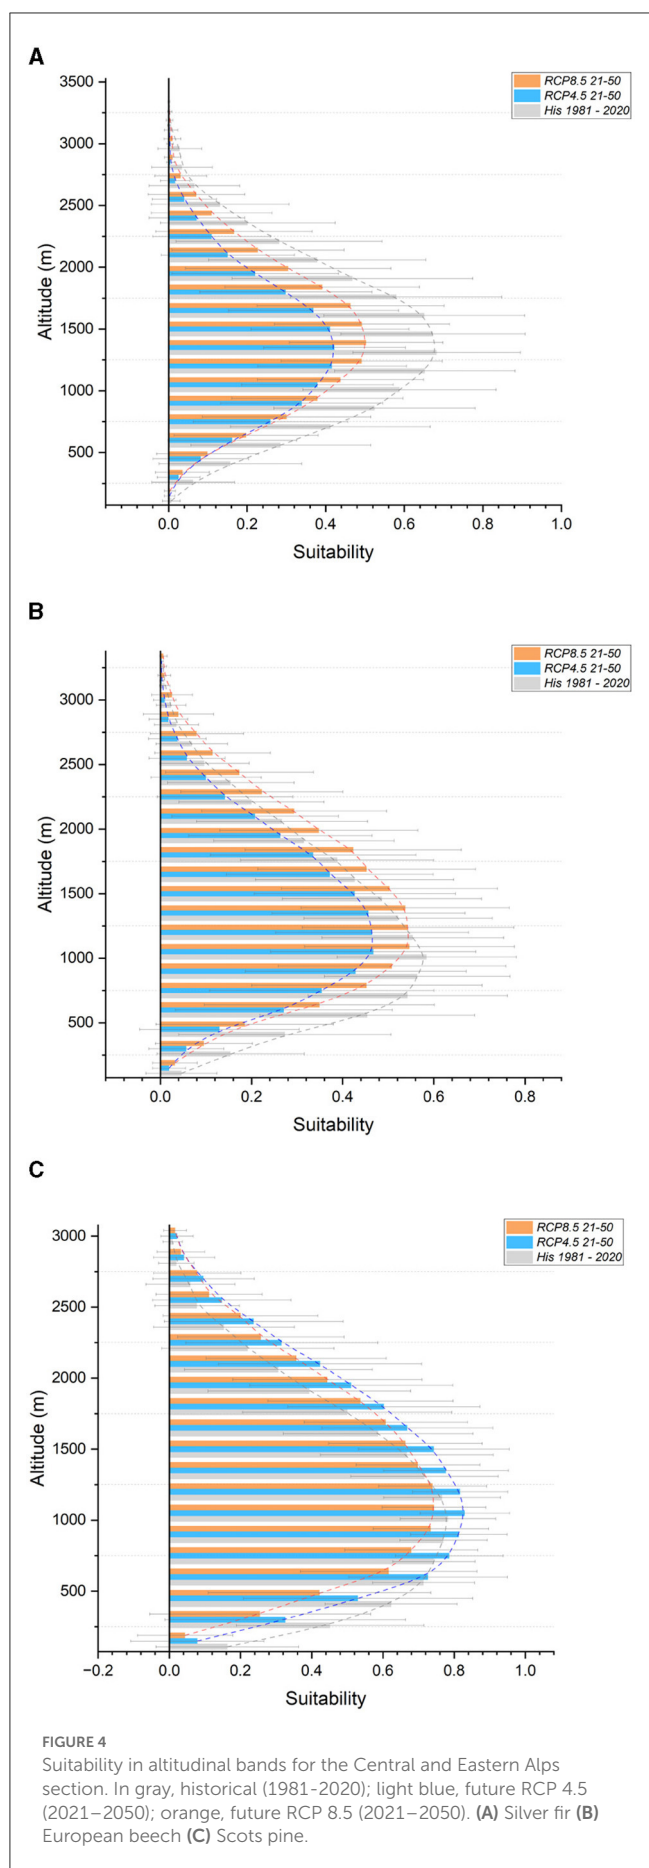 A
3500
3000
2500
2000
1500
1000
500
Altitude (m)
RCP8.5 21-50
RCP4.5 21-50
His 1981 - 2020
0.0 0.2 0.4 0.6 0.8 1.0
Suitability
B
3000
2500
2000
1500
1000
500
Altitude (m)
RCP8.5 21-50
RCP4.5 21-50
His 1981 - 2020
0.0 0.2 0.4 0.6 0.8
Suitability
C
3000
2500
2000
1500
1000
500
Altitude (m)
RCP8.5 21-50
RCP4.5 21-50
His 1981 - 2020
−0.2 0.0 0.2 0.4 0.6 0.8 1.0
Suitability
FIGURE 4
Suitability in altitudinal bands for the Central and Eastern Alps
section. In gray, historical (1981-2020); light blue, future RCP 4.5
(2021–2050); orange, future RCP 8.5 (2021–2050). (A) Silver fir (B)
European beech (C) Scots pine.